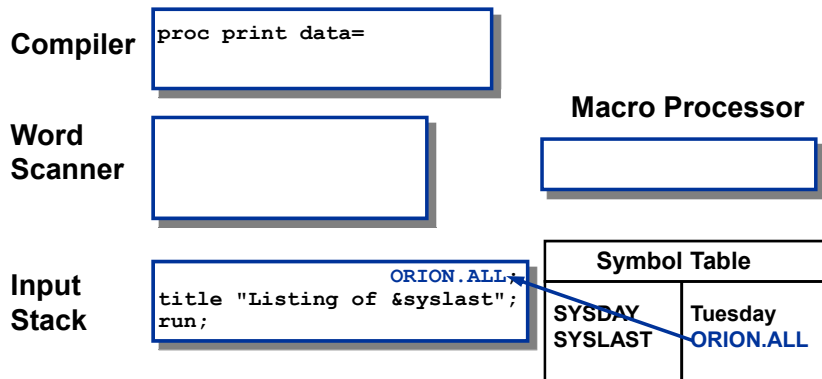 Compiler
proc print data=
Macro Processor
Word
Scanner
Input
Stack
ORION.ALL;
title "Listing of &syslast";
run;
Symbol Table
SYSDAY Tuesday
SYSLAST ORION.ALL